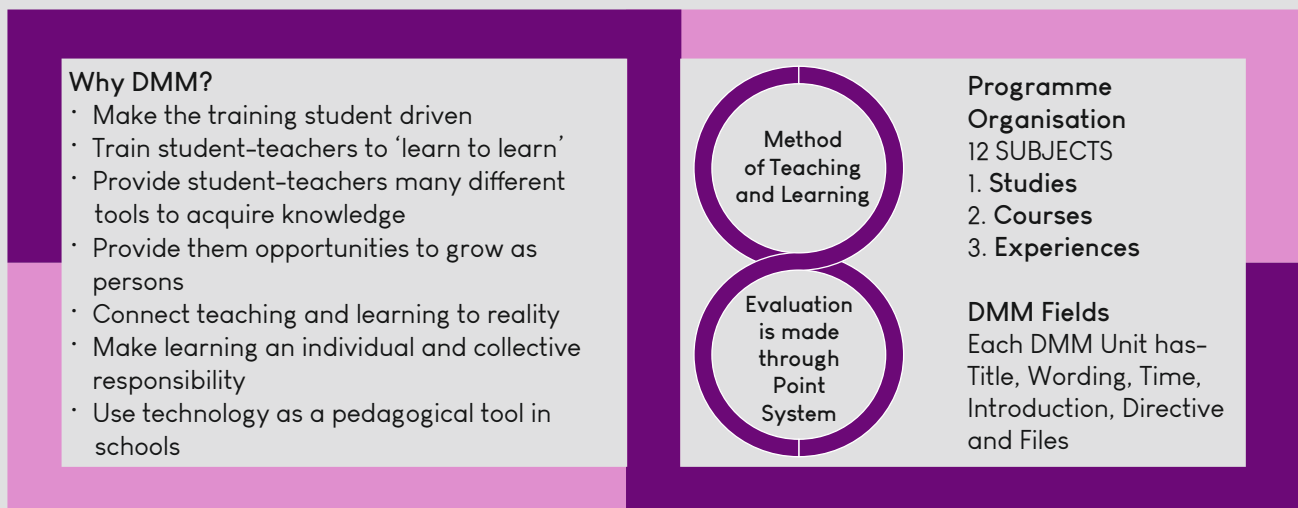 Why DMM?
· Make the training student driven
· Train student-teachers to ‘learn to learn’
· Provide student-teachers many different
tools to acquire knowledge
· Provide them opportunities to grow as
persons
· Connect teaching and learning to reality
· Make learning an individual and collective
responsibility
· Use technology as a pedagogical tool in
schools
Method
of Teaching
and Learning
Evaluation
is made
through
Point
System
Programme
Organisation
12 SUBJECTS
1. Studies
2. Courses
3. Experiences
DMM Fields
Each DMM Unit has-
Title, Wording, Time,
Introduction, Directive
and Files